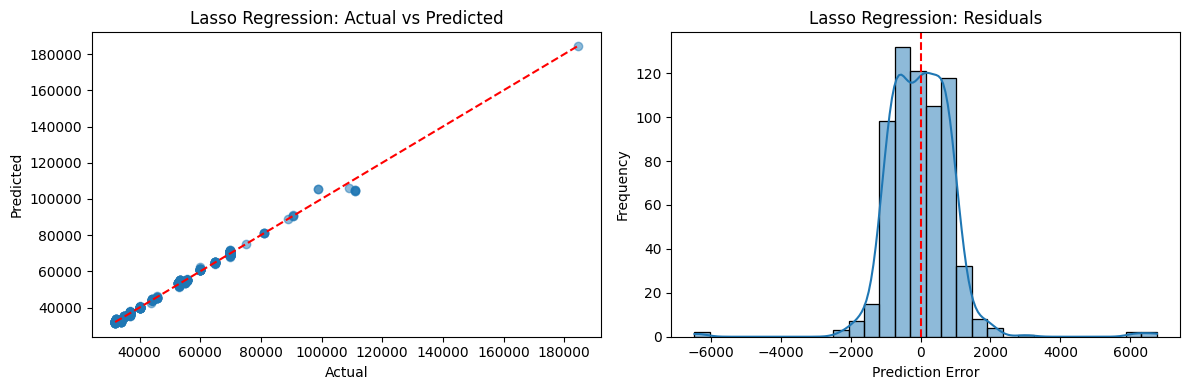 Lasso Regression: Actual vs Predicted
180000
160000
140000
120000
100000
80000
60000
40000
Predicted
40000 60000 80000 100000 120000 140000 160000 180000
Actual
Lasso Regression: Residuals
120
100
80
60
40
20
0
Frequency
−6000 −4000 −2000 0 2000 4000 6000
Prediction Error